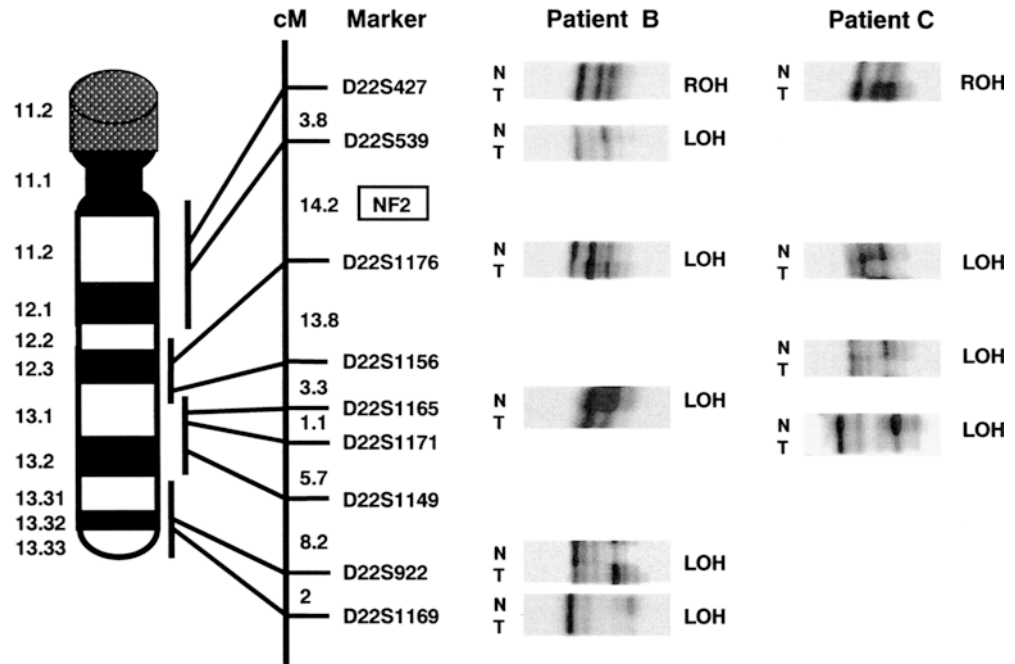 cM Marker Patient B Patient C
11.2
11.1
11.2
12.1
12.2
12.3
13.1
13.2
13.31
13.32
13.33
D22S427
3.8
D22S539
14.2 NF2
D22S1176
13.8
D22S1156
3.3
D22S1165
1.1
D22S1171
5.7
D22S1149
8.2
D22S922
2
D22S1169
N
T ROH
N
T LOH
N
T LOH
N
T LOH
N
T LOH
N
T LOH
N
T ROH
N
T LOH
N
T LOH
N
T LOH